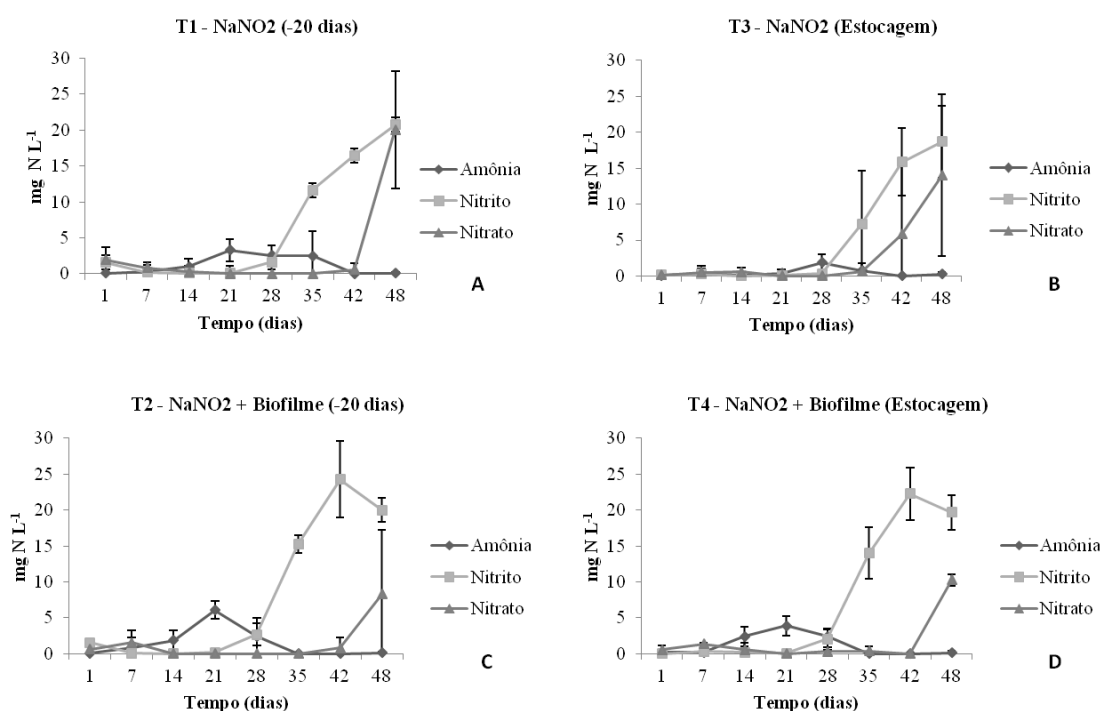 T1 - NaNO2 (-20 dias)
30
25
20
15
10
5
0
mg N L-1
1 7 14 21 28 35 42 48
Tempo (dias)
Amônia
Nitrito
Nitrato
A
T3 - NaNO2 (Estocagem)
30
25
20
15
10
5
0
mg N L-1
1 7 14 21 28 35 42 48
Tempo (dias)
Amônia
Nitrito
Nitrato
B
T2 - NaNO2 + Biofilme (-20 dias)
30
25
20
15
10
5
0
mg N L-1
1 7 14 21 28 35 42 48
Tempo (dias)
Amônia
Nitrito
Nitrato
C
T4 - NaNO2 + Biofilme (Estocagem)
30
25
20
15
10
5
0
mg N L-1
1 7 14 21 28 35 42 48
Tempo (dias)
Amônia
Nitrito
Nitrato
D